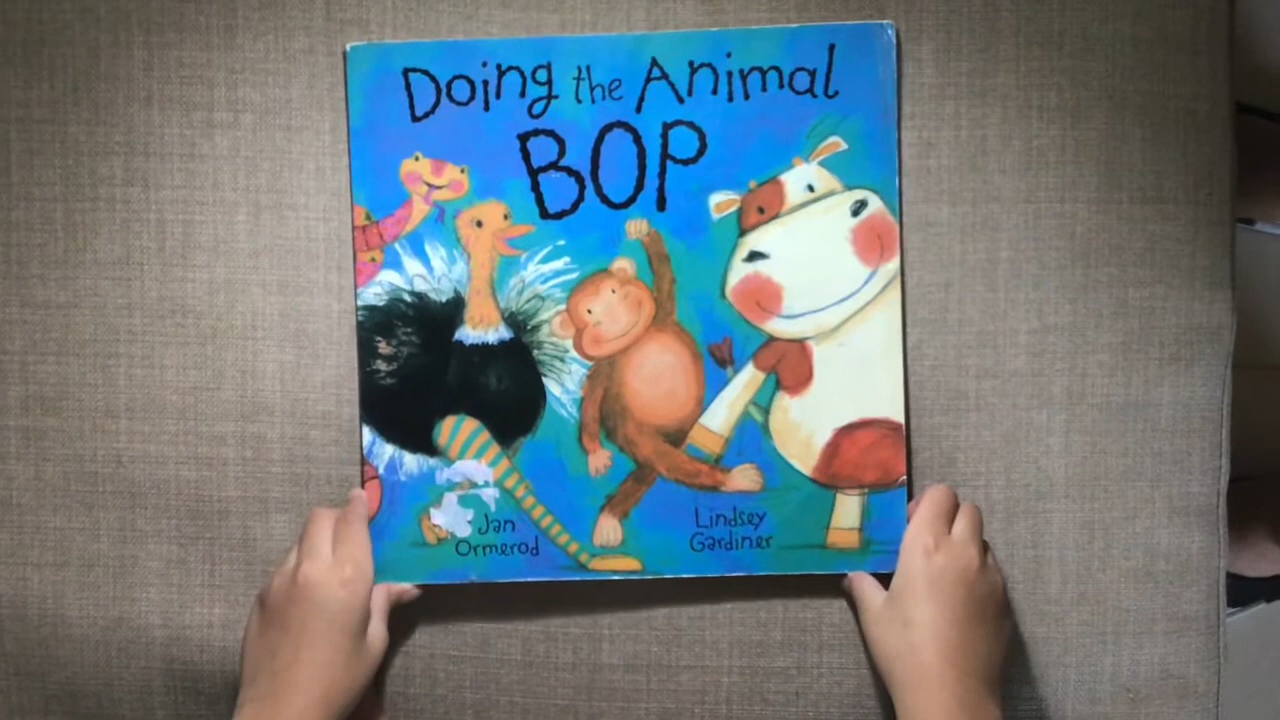 Doing the Animal
BOP
Jan
Ormerod
Lindsey
Gardiner